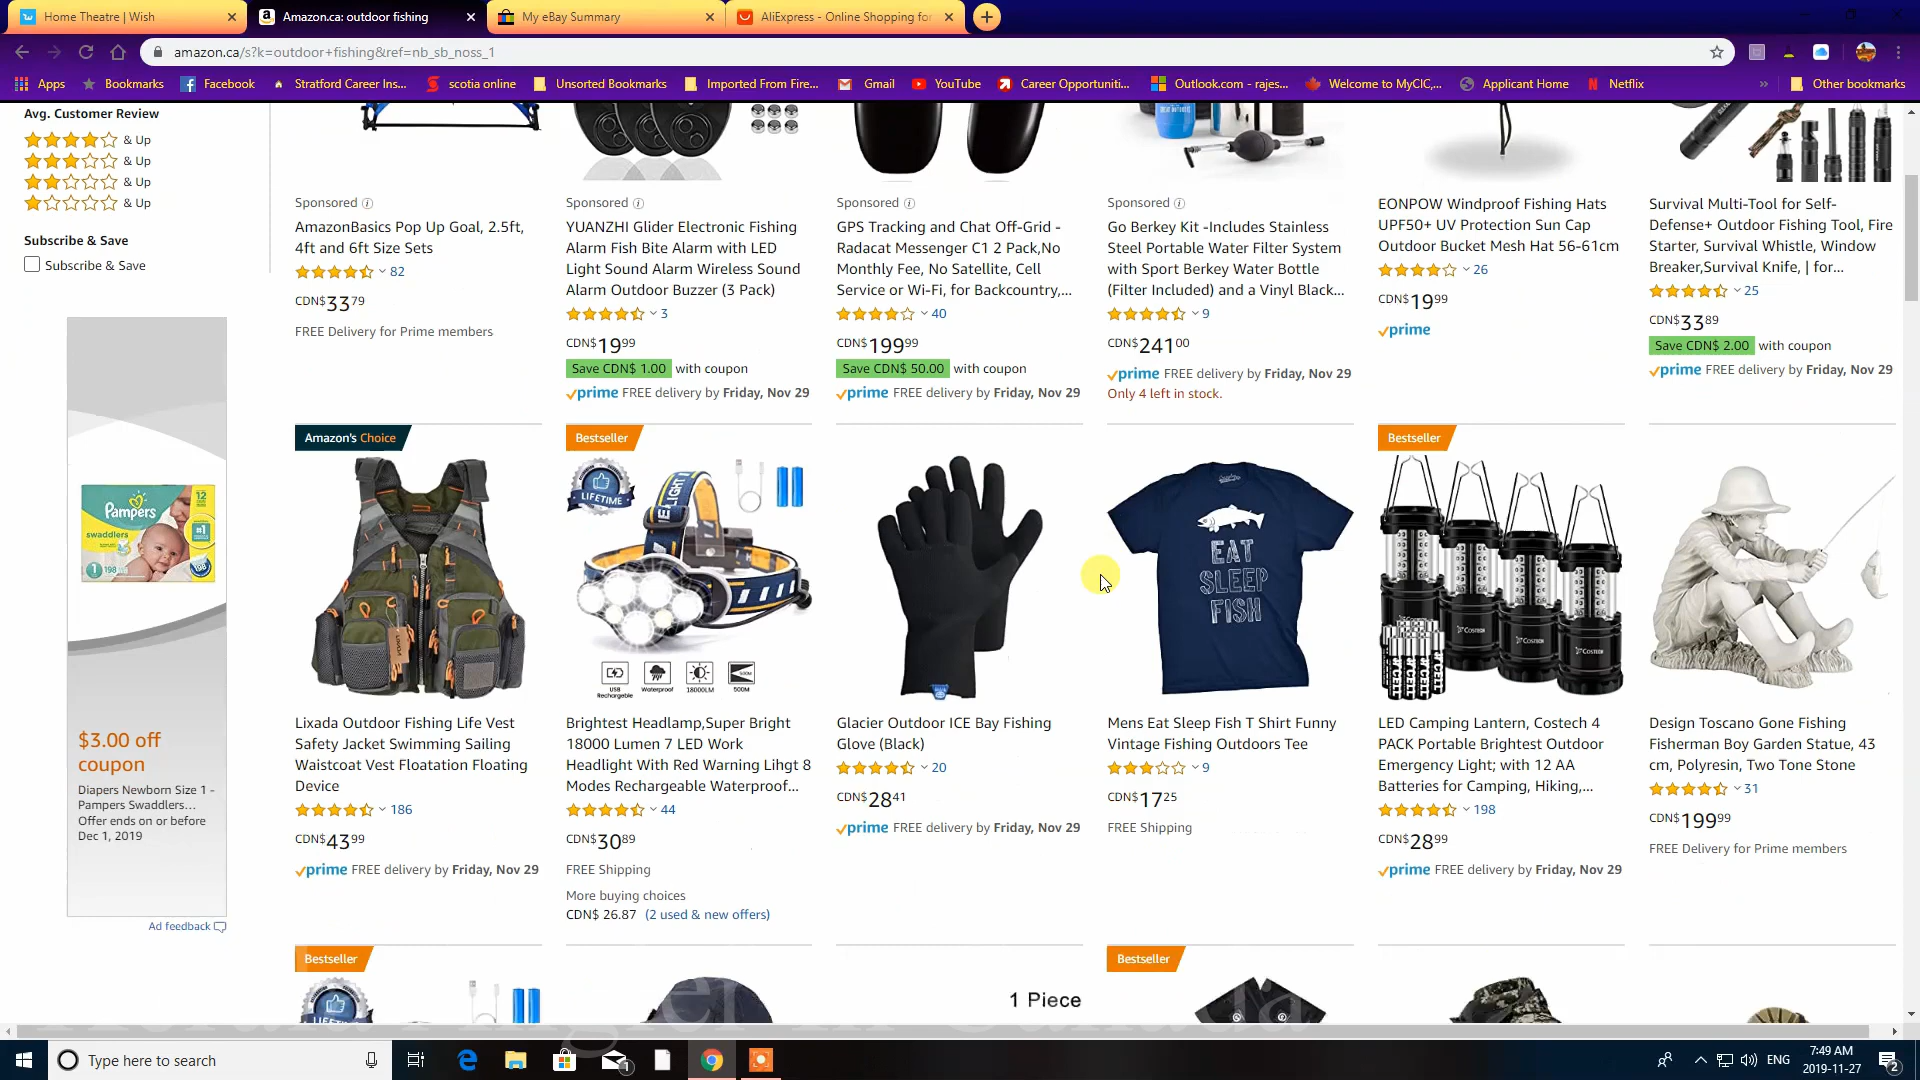 Home Theatre | Wish
Amazon.ca: outdoor fishing
My eBay Summary
AliExpress - Online Shopping for
amazon.ca/s?k=outdoor+fishing&ref=nb_sb_noss_1
Apps
Bookmarks
Facebook
Stratford Career Ins...
scotia online
Unsorted Bookmarks
Imported From Fire...
Gmail
YouTube
Career Opportuniti...
Outlook.com - rajes...
Welcome to MyCIC,...
Applicant Home
Netflix
Other bookmarks
Avg. Customer Review
& Up
& Up
& Up
& Up
Subscribe & Save
Subscribe & Save
Pampers
swaddlers
12
#1
1 198
198
$3.00 off
coupon
Diapers Newborn Size 1 -
Pampers Swaddlers...
Offer ends on or before
Dec 1, 2019
Ad feedback
Sponsored
AmazonBasics Pop Up Goal, 2.5ft,
4ft and 6ft Size Sets
82
CDN$ 33 79
FREE Delivery for Prime members
Sponsored
YUANZHI Glider Electronic Fishing
Alarm Fish Bite Alarm with LED
Light Sound Alarm Wireless Sound
Alarm Outdoor Buzzer (3 Pack)
3
CDN$ 19 99
Save CDN$ 1.00 with coupon
prime FREE delivery by Friday, Nov 29
Sponsored
GPS Tracking and Chat Off-Grid -
Radacat Messenger C1 2 Pack,No
Monthly Fee, No Satellite, Cell
Service or Wi-Fi, for Backcountry,...
40
CDN$ 199 99
Save CDN$ 50.00 with coupon
prime FREE delivery by Friday, Nov 29
Sponsored
Go Berkey Kit -Includes Stainless
Steel Portable Water Filter System
with Sport Berkey Water Bottle
(Filter Included) and a Vinyl Black...
9
CDN$ 241 00
prime FREE delivery by Friday, Nov 29
Only 4 left in stock.
EONPOW Windproof Fishing Hats
UPF50+ UV Protection Sun Cap
Outdoor Bucket Mesh Hat 56-61cm
26
CDN$ 19 99
prime
Survival Multi-Tool for Self-
Defense+ Outdoor Fishing Tool, Fire
Starter, Survival Whistle, Window
Breaker,Survival Knife, | for...
25
CDN$ 33 89
Save CDN$ 2.00 with coupon
prime FREE delivery by Friday, Nov 29
Amazon's Choice
Lixada Outdoor Fishing Life Vest
Safety Jacket Swimming Sailing
Waistcoat Vest Floatation Floating
Device
186
CDN$ 43 99
prime FREE delivery by Friday, Nov 29
Bestseller
LIFETIME
USB
Rechargeable
Waterproof
18000LM
500M
Brightest Headlamp,Super Bright
18000 Lumen 7 LED Work
Headlight With Red Warning Lihgt 8
Modes Rechargeable Waterproof...
44
CDN$ 30 89
FREE Shipping
More buying choices
CDN$ 26.87 (2 used & new offers)
Glacier Outdoor ICE Bay Fishing
Glove (Black)
20
CDN$ 28 41
prime FREE delivery by Friday, Nov 29
EAT
SLEEP
FISH
Mens Eat Sleep Fish T Shirt Funny
Vintage Fishing Outdoors Tee
9
CDN$ 17 25
FREE Shipping
Bestseller
COSTECH
COSTECH
LED Camping Lantern, Costech 4
PACK Portable Brightest Outdoor
Emergency Light; with 12 AA
Batteries for Camping, Hiking,...
198
CDN$ 28 99
prime FREE delivery by Friday, Nov 29
Design Toscano Gone Fishing
Fisherman Boy Garden Statue, 43
cm, Polyresin, Two Tone Stone
31
CDN$ 199 99
FREE Delivery for Prime members
Bestseller
1 Piece
Bestseller
Type here to search
1
ENG
7:49 AM
2019-11-27
2